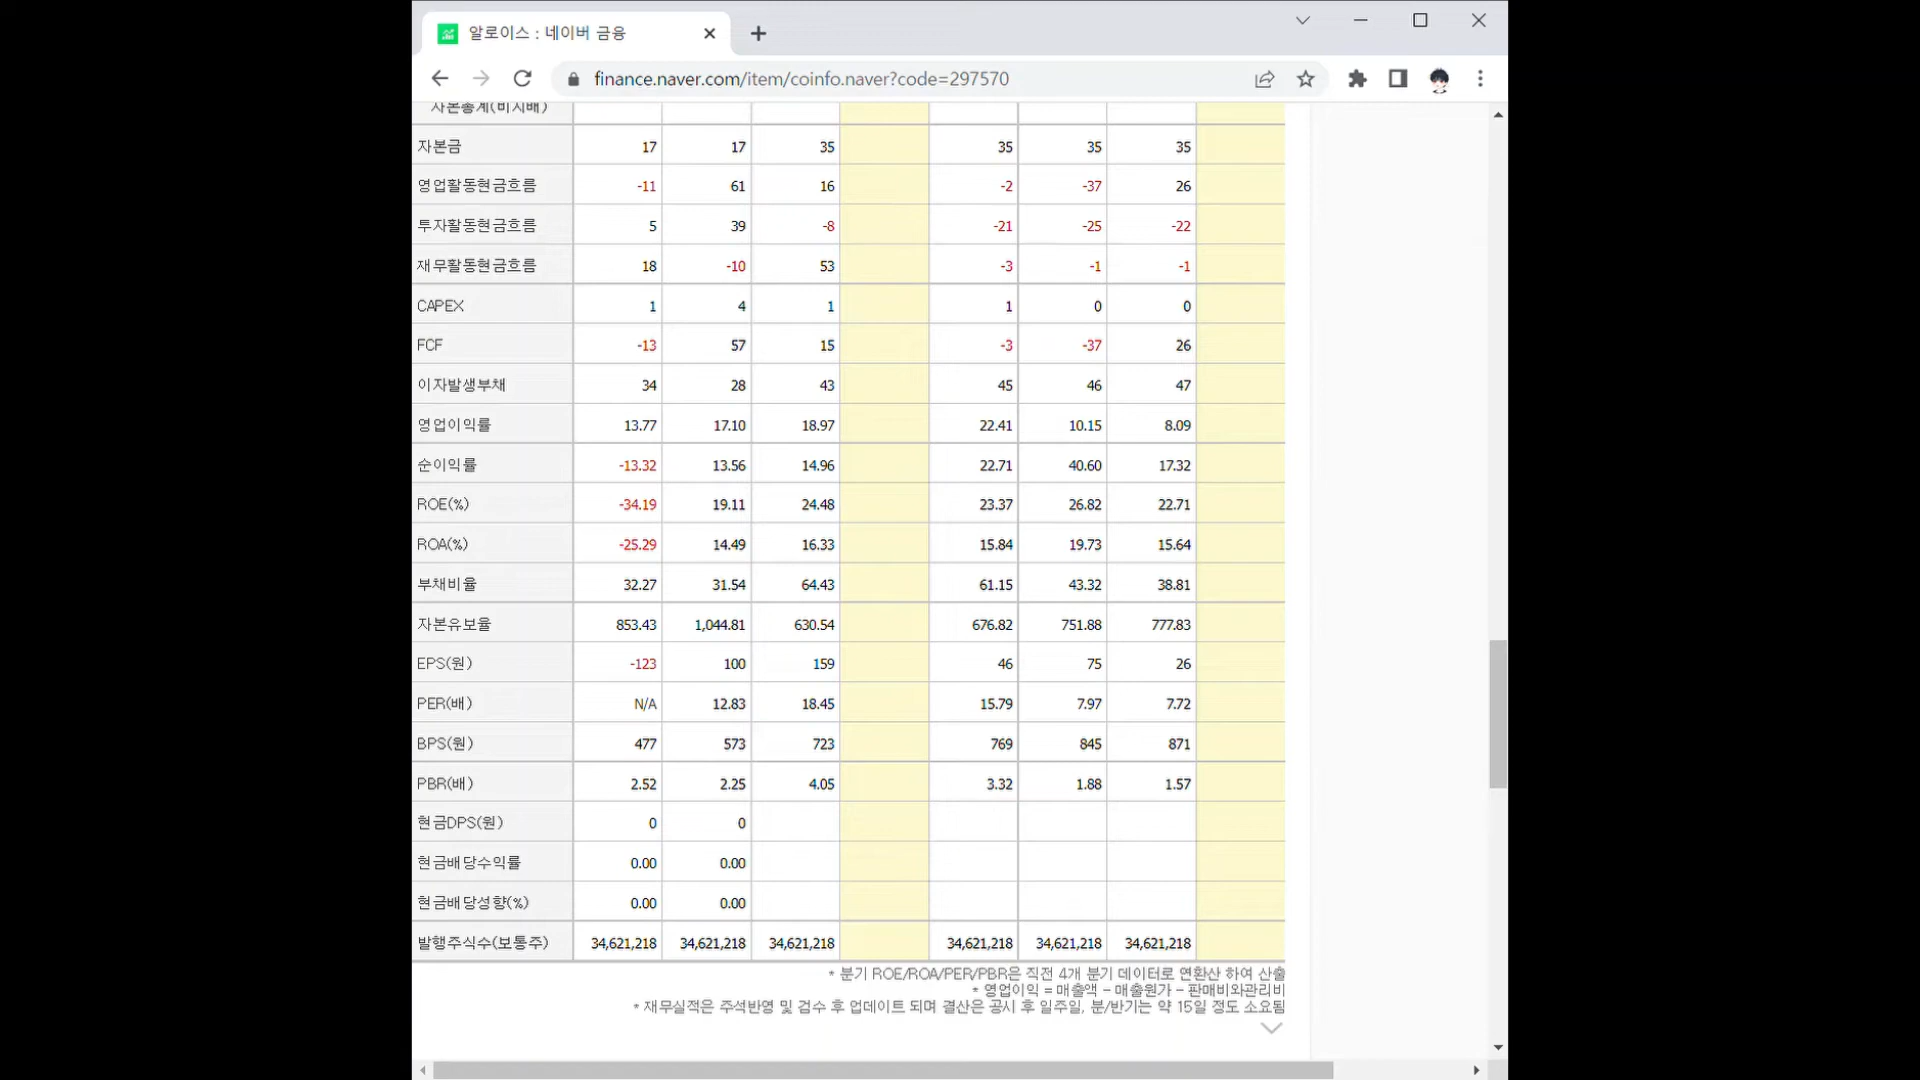 알로이스 : 네이버 금융
finance.naver.com/item/coinfo.naver?code=297570
자본총계(비지배)
자본금 17 17 35 35 35 35
영업활동현금흐름 -11 61 16 -2 -37 26
투자활동현금흐름 5 39 -8 -21 -25 -22
재무활동현금흐름 18 -10 53 -3 -1 -1
CAPEX 1 4 1 1 0 0
FCF -13 57 15 -3 -37 26
이자발생부채 34 28 43 45 46 47
영업이익률 13.77 17.10 18.97 22.41 10.15 8.09
순이익률 -13.32 13.56 14.96 22.71 40.60 17.32
ROE(%) -34.19 19.11 24.48 23.37 26.82 22.71
ROA(%) -25.29 14.49 16.33 15.84 19.73 15.64
부채비율 32.27 31.54 64.43 61.15 43.32 38.81
자본유보율 853.43 1,044.81 630.54 676.82 751.88 777.83
EPS(원) -123 100 159 46 75 26
PER(배) N/A 12.83 18.45 15.79 7.97 7.72
BPS(원) 477 573 723 769 845 871
PBR(배) 2.52 2.25 4.05 3.32 1.88 1.57
현금DPS(원) 0 0
현금배당수익률 0.00 0.00
현금배당성향(%) 0.00 0.00
발행주식수(보통주) 34,621,218 34,621,218 34,621,218 34,621,218 34,621,218 34,621,218
* 분기 ROE/ROA/PER/PBR은 직전 4개 분기 데이터로 연환산 하여 산출
* 영업이익 = 매출액 - 매출원가 - 판매비와관리비
* 재무실적은 주석반영 및 검수 후 업데이트 되며 결산은 공시 후 일주일, 분/반기는 약 15일 정도 소요됨